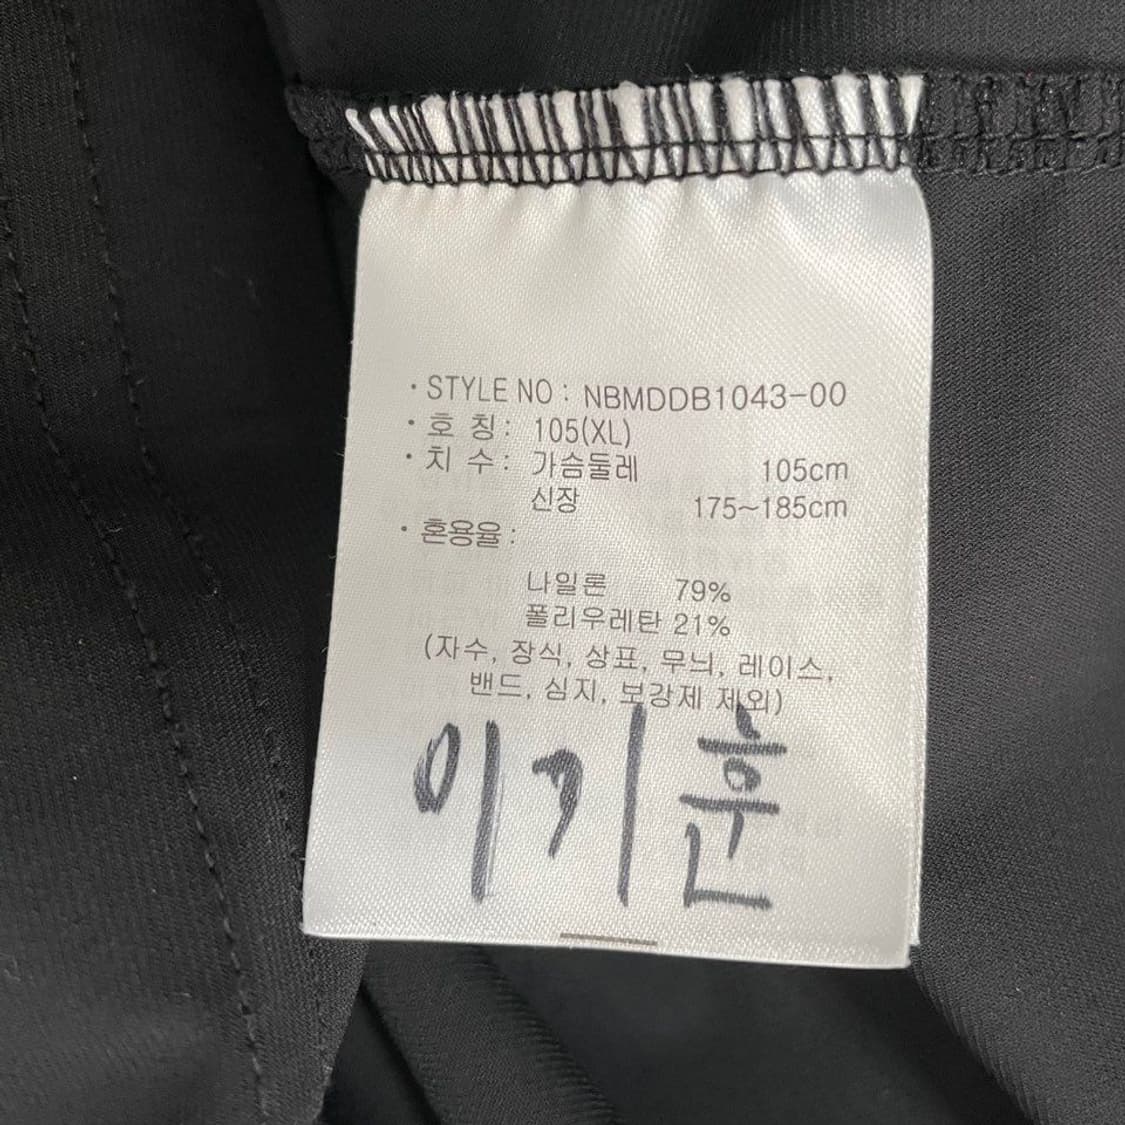 · STYLE NO : NBMDDB1043-00
· 호 칭 : 105(XL)
· 치 수 : 가슴둘레 105cm
신장 175~185cm
· 혼용율 :
나일론 79%
폴리우레탄 21%
(자수, 장식, 상표, 무늬, 레이스,
밴드, 심지, 보강제 제외)
이기훈